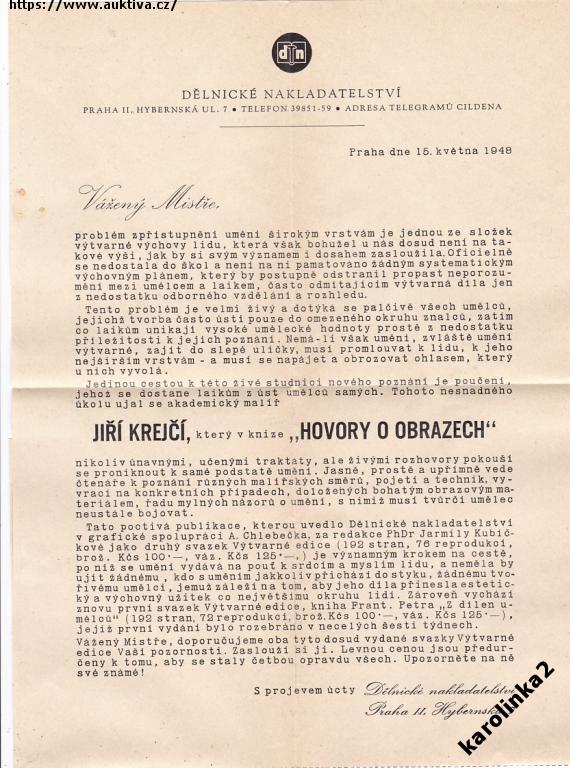 https://www.auktiva.cz/
dtn
DĚLNICKÉ NAKLADATELSTVÍ
PRAHA II., HYBERNSKÁ UL. 7 • TELEFON 39851-59 • ADRESA TELEGRAMŮ CILDENA
Praha dne 15. května 1948
Vážený Mistře,
problém zpřístupnění umění širokým vrstvám je jednou ze složek
výtvarné výchovy lidu, která však bohužel u nás dosud není na ta-
kové výši, jak by si svým významem i dosahem zasloužila. Oficielně
se nedostala do škol a není na ni pamatováno žádným systematickým
výchovným plánem, který by postupně odstranil propast neporozu-
mění mezi umělcem a laikem, často odmítajícím výtvarná díla jen
z nedostatku odborného vzdělání a rozhledu.
Tento problém je velmi živý a dotýká se palčivě všech umělců,
jejichž tvorba často ústí pouze do omezeného okruhu znalců, zatím
co laikům unikají vysoké umělecké hodnoty prostě z nedostatku
příležitosti k jejich poznání. Nemá-li však umění, zvláště umění
výtvarné, zajít do slepé uličky, musí promlouvat k lidu, k jeho
nejširším vrstvám - a musí se napájet a obrozovat ohlasem, který
u nich vyvolá.
Jedinou cestou k této živé studnici nového poznání je poučení,
jehož se dostane laikům z úst umělců samých. Tohoto nesnadného
úkolu ujal se akademický malíř
JIŘÍ KREJČÍ, který v knize „HOVORY O OBRAZECH“
nikoliv únavnými, učenými traktáty, ale živými rozhovory pokouší
se proniknout k samé podstatě umění. Jasně, prostě a upřímně vede
čtenáře k poznání různých malířských směrů, pojetí a technik, vy-
vrací na konkretních případech, doložených bohatým obrazovým ma-
teriálem, řadu mylných názorů o umění, s nimiž musí tvůrčí umělec
neustále bojovat.
Tato poctivá publikace, kterou uvedlo Dělnické nakladatelství
v grafické spolupráci A. Chlebečka, za redakce PhDr Jarmily Kubíč-
kové jako druhý svazek Výtvarné edice (192 stran, 76 reprodukcí,
brož. Kčs 100·—, váz. Kčs 125·—,) je významným krokem na cestě,
po níž se umění vydává na pouť k srdcím a myslím lidu, a neměla by
ujít žádnému, kdo s uměním jakkoliv přichází do styku, žádnému tvo-
řivému umělci, jemuž záleží na tom, aby jeho díla přinesla estetic-
ký a výchovný užitek co největšímu okruhu lidí. Zároveň vychází
znovu první svazek Výtvarné edice, kniha Frant. Petra „Z dílen u-
mělců“ (192 stran, 72 reprodukcí, brož. Kčs 100·—, váz. Kčs 125·—),
jejíž první vydání bylo rozebráno v necelých šesti týdnech.
Vážený Mistře, doporučujeme oba tyto dosud vydané svazky Výtvarné
edice Vaší pozornosti. Zaslouží si jí. Levnou cenou jsou předur-
čeny k tomu, aby se staly četbou opravdu všech. Upozorněte na ně
své známé!
S projevem úcty Dělnické nakladatelství
Praha II, Hybernská
karolinka2